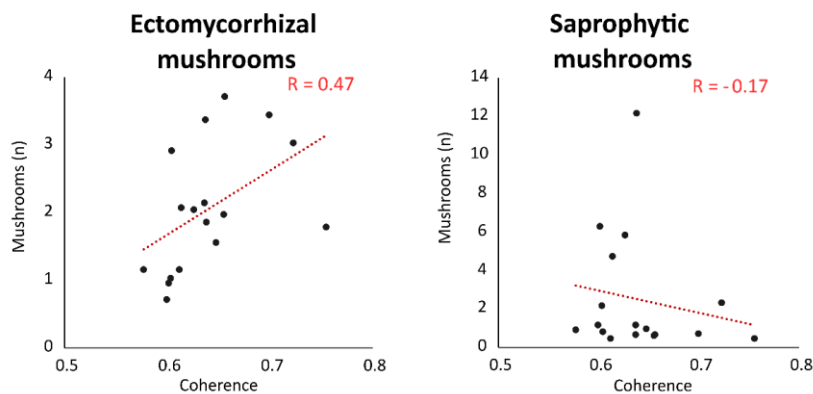 Ectomycorrhizal
mushrooms
R = 0.47
4
3
2
1
0
Mushrooms (n)
0.5
0.6
0.7
0.8
Coherence
Saprophytic
mushrooms
R = -0.17
14
12
10
8
6
4
2
0
Mushrooms (n)
0.5
0.6
0.7
0.8
Coherence